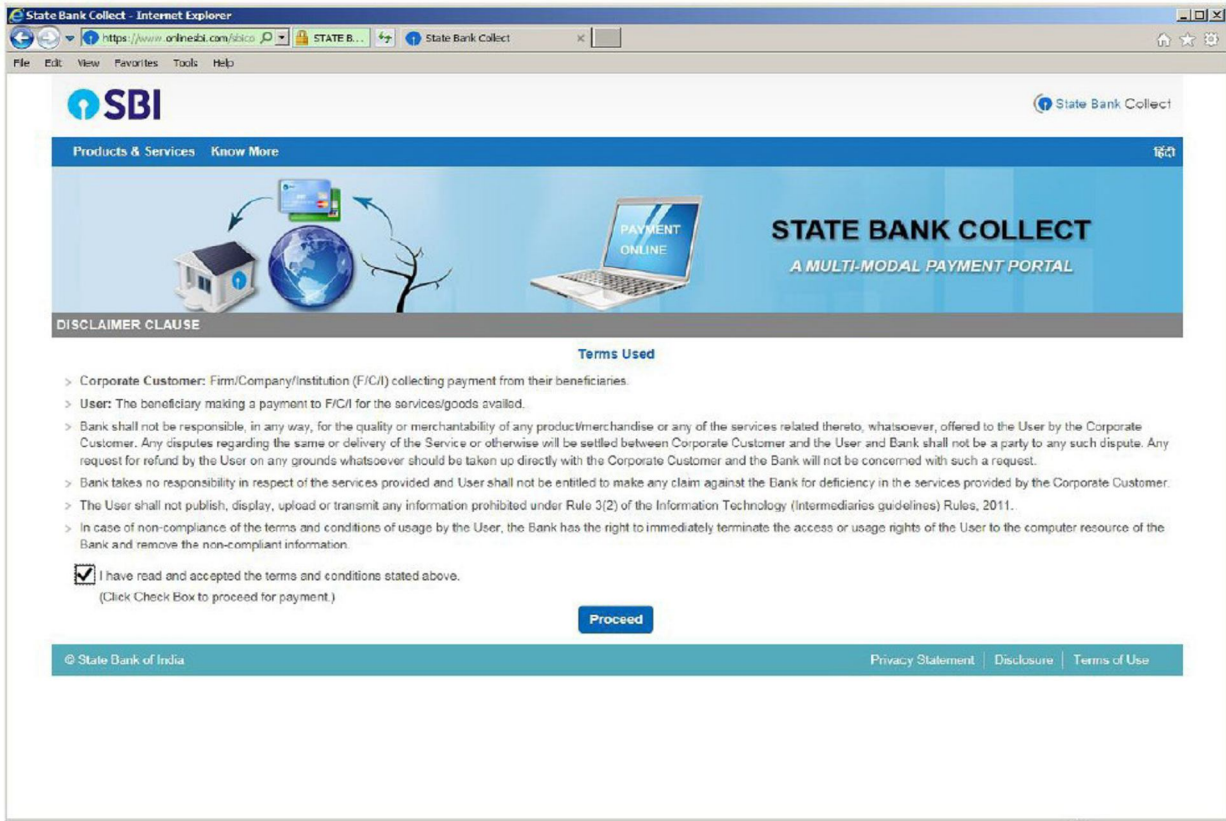 State Bank Collect - Internet Explorer
https://www.onlinesbi.com/sbico
STATE B...
State Bank Collect
File Edit View Favorites Tools Help
SBI
State Bank Collect
Products & Services Know More
हिंदी
PAYMENT
ONLINE
STATE BANK COLLECT
A MULTI-MODAL PAYMENT PORTAL
DISCLAIMER CLAUSE
Terms Used
> Corporate Customer: Firm/Company/Institution (F/C/I) collecting payment from their beneficiaries.
> User: The beneficiary making a payment to F/C/I for the services/goods availed.
> Bank shall not be responsible, in any way, for the quality or merchantability of any product/merchandise or any of the services related thereto, whatsoever, offered to the User by the Corporate
Customer. Any disputes regarding the same or delivery of the Service or otherwise will be settled between Corporate Customer and the User and Bank shall not be a party to any such dispute. Any
request for refund by the User on any grounds whatsoever should be taken up directly with the Corporate Customer and the Bank will not be concerned with such a request.
> Bank takes no responsibility in respect of the services provided and User shall not be entitled to make any claim against the Bank for deficiency in the services provided by the Corporate Customer.
> The User shall not publish, display, upload or transmit any information prohibited under Rule 3(2) of the Information Technology (Intermediaries guidelines) Rules, 2011.
> In case of non-compliance of the terms and conditions of usage by the User, the Bank has the right to immediately terminate the access or usage rights of the User to the computer resource of the
Bank and remove the non-compliant information.
I have read and accepted the terms and conditions stated above.
(Click Check Box to proceed for payment.)
Proceed
© State Bank of India
Privacy Statement | Disclosure | Terms of Use